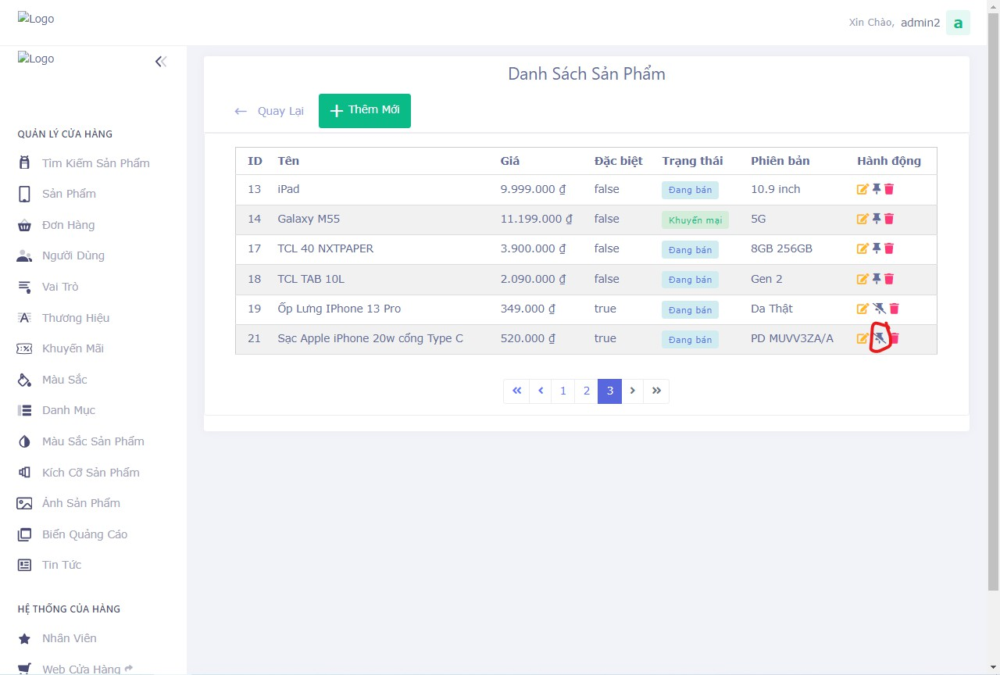 Logo
Xin Chào, admin2 a
Logo
QUẢN LÝ CỬA HÀNG
Tìm Kiếm Sản Phẩm
Sản Phẩm
Đơn Hàng
Người Dùng
Vai Trò
Thương Hiệu
Khuyến Mãi
Màu Sắc
Danh Mục
Màu Sắc Sản Phẩm
Kích Cỡ Sản Phẩm
Ảnh Sản Phẩm
Biển Quảng Cáo
Tin Tức
HỆ THỐNG CỦA HÀNG
Nhân Viên
Web Cửa Hàng
Danh Sách Sản Phẩm
← Quay Lại + Thêm Mới
ID Tên Giá Đặc biệt Trạng thái Phiên bản Hành động
13 iPad 9.999.000 ₫ false Đang bán 10.9 inch
14 Galaxy M55 11.199.000 ₫ false Khuyến mại 5G
17 TCL 40 NXTPAPER 3.900.000 ₫ false Đang bán 8GB 256GB
18 TCL TAB 10L 2.090.000 ₫ false Đang bán Gen 2
19 Ốp Lưng IPhone 13 Pro 349.000 ₫ true Đang bán Da Thật
21 Sạc Apple iPhone 20w cổng Type C 520.000 ₫ true Đang bán PD MUVV3ZA/A
« ‹ 1 2 3 › »